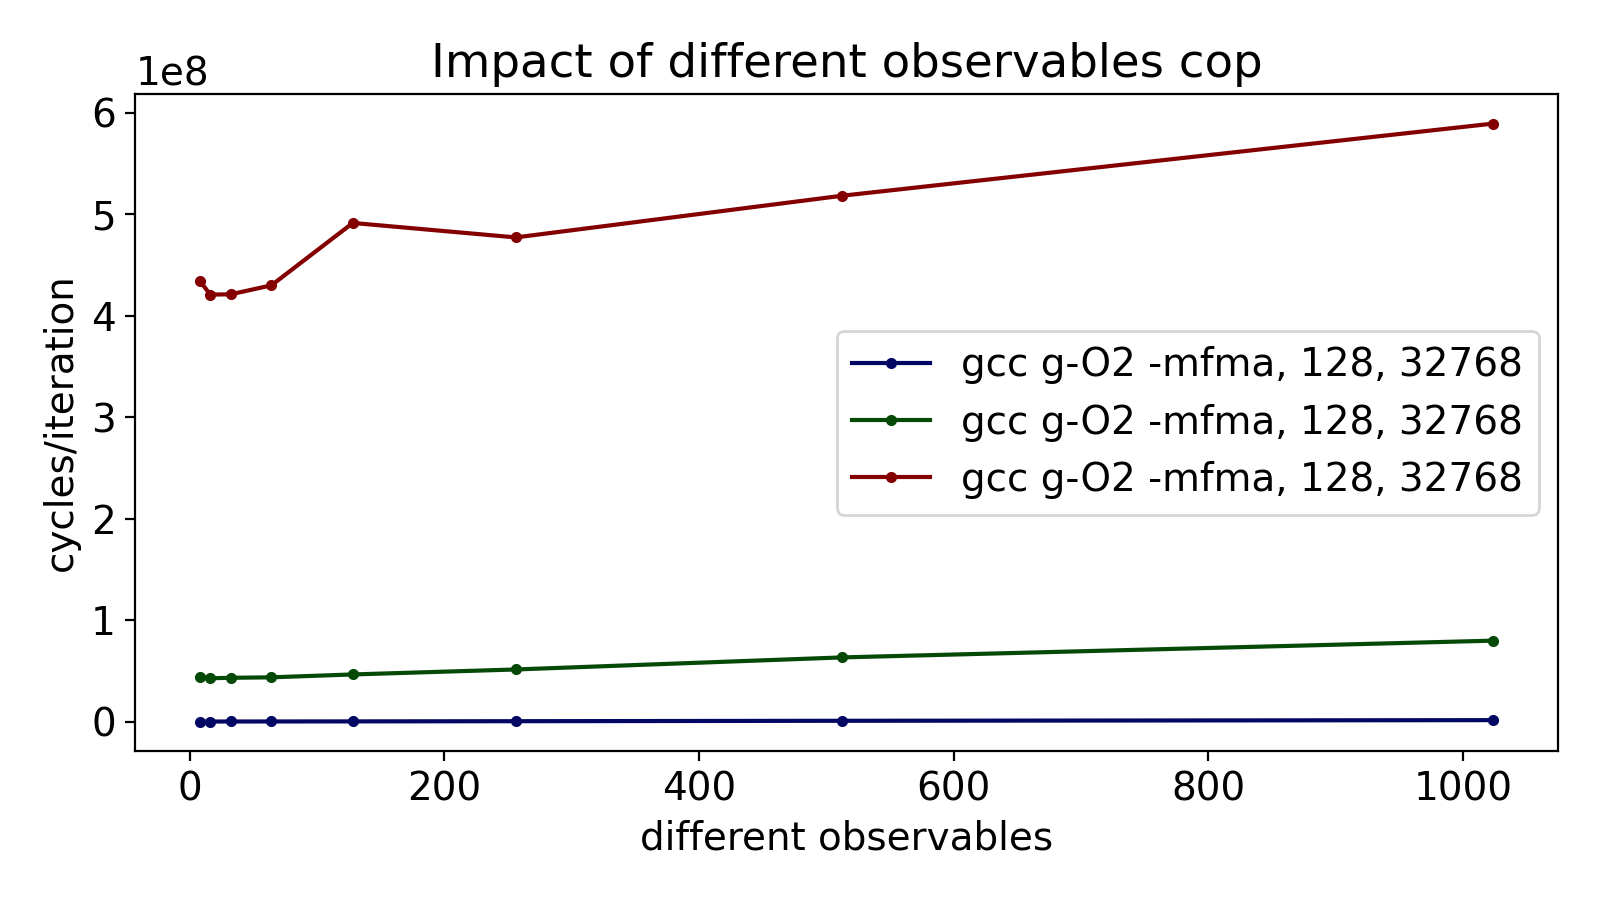 Impact of different observables cop
1e8
6
5
4
3
2
1
0
cycles/iteration
gcc g-O2 -mfma, 128, 32768
gcc g-O2 -mfma, 128, 32768
gcc g-O2 -mfma, 128, 32768
0 200 400 600 800 1000
different observables